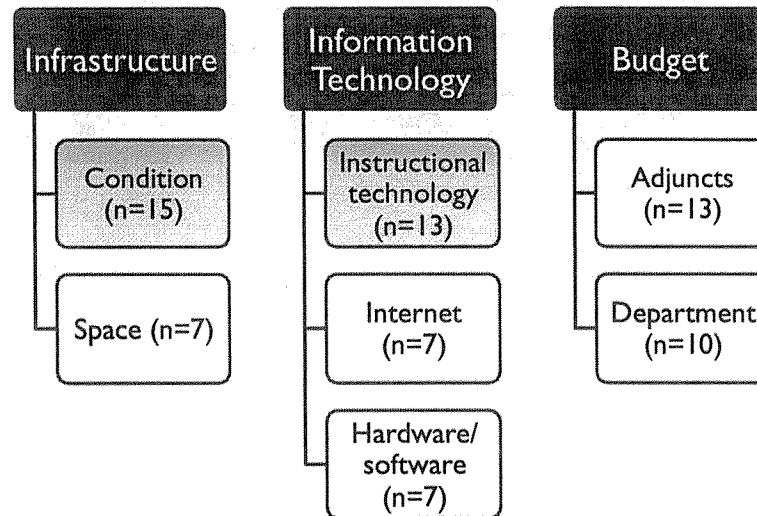 Infrastructure
Condition
(n=15)
Space (n=7)
Information
Technology
Instructional
technology
(n=13)
Internet
(n=7)
Hardware/
software
(n=7)
Budget
Adjuncts
(n=13)
Department
(n=10)